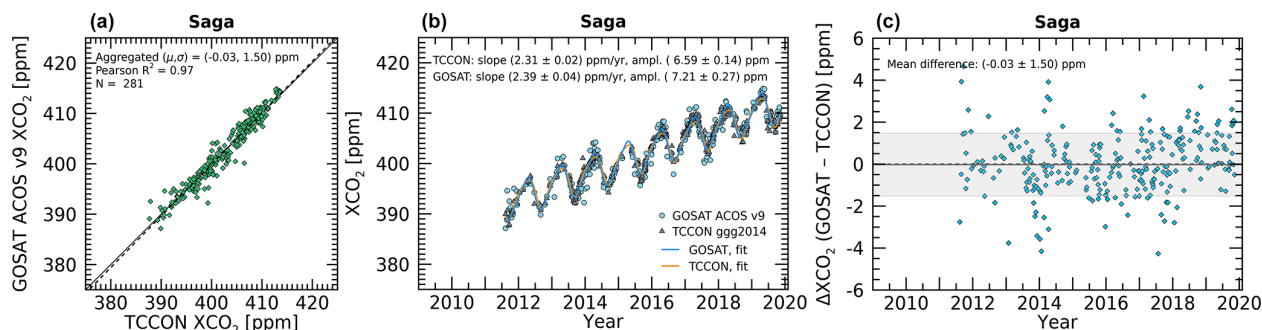 (a) Saga
Aggregated (μ,σ) = (-0.03, 1.50) ppm
Pearson R² = 0.97
N = 281
GOSAT ACOS v9 XCO₂ [ppm]
420
410
400
390
380
380 390 400 410 420
TCCON XCO₂ [ppm]
(b) Saga
TCCON: slope (2.31 ± 0.02) ppm/yr, ampl. ( 6.59 ± 0.14) ppm
GOSAT: slope (2.39 ± 0.04) ppm/yr, ampl. ( 7.21 ± 0.27) ppm
XCO₂ [ppm]
420
410
400
390
380
GOSAT ACOS v9
TCCON ggg2014
GOSAT, fit
TCCON, fit
2010 2012 2014 2016 2018 2020
Year
(c) Saga
Mean difference: (-0.03 ± 1.50) ppm
ΔXCO₂ (GOSAT − TCCON) [ppm]
6
4
2
0
-2
-4
-6
2010 2012 2014 2016 2018 2020
Year